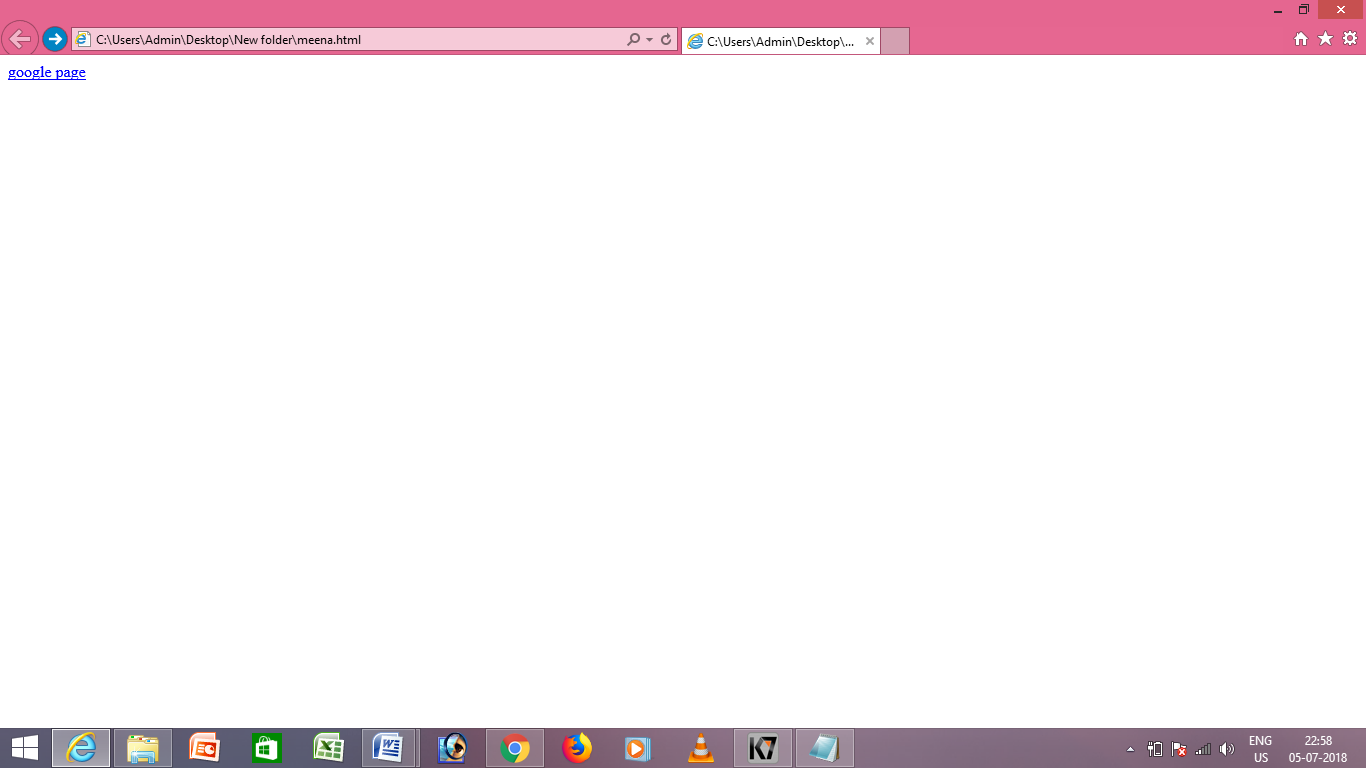 C:\Users\Admin\Desktop\New folder\meena.html
C:\Users\Admin\Desktop\...
google page
ENG
US
22:58
05-07-2018